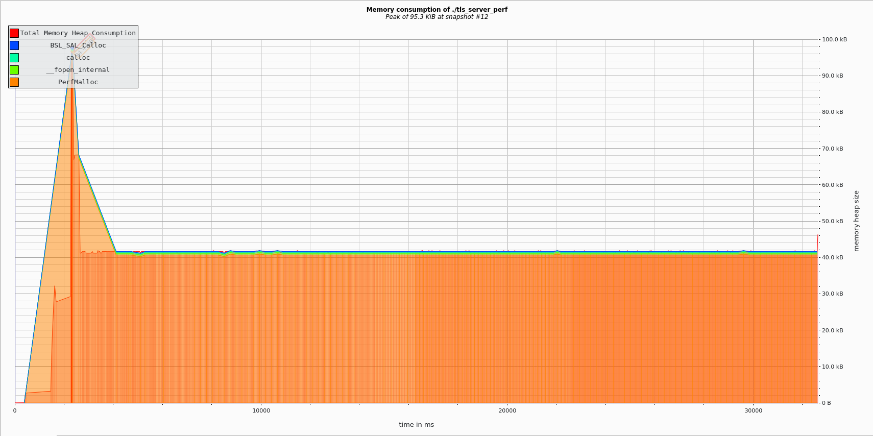 Memory consumption of ./tls_server_perf
Peak of 95.3 KiB at snapshot #12
Total Memory Heap Consumption
BSL_SAL_Calloc
calloc
__fopen_internal
PerfMalloc
100.0 kB
90.0 kB
80.0 kB
70.0 kB
60.0 kB
50.0 kB
40.0 kB
30.0 kB
20.0 kB
10.0 kB
0 B
memory heap size
0
10000
20000
30000
time in ms